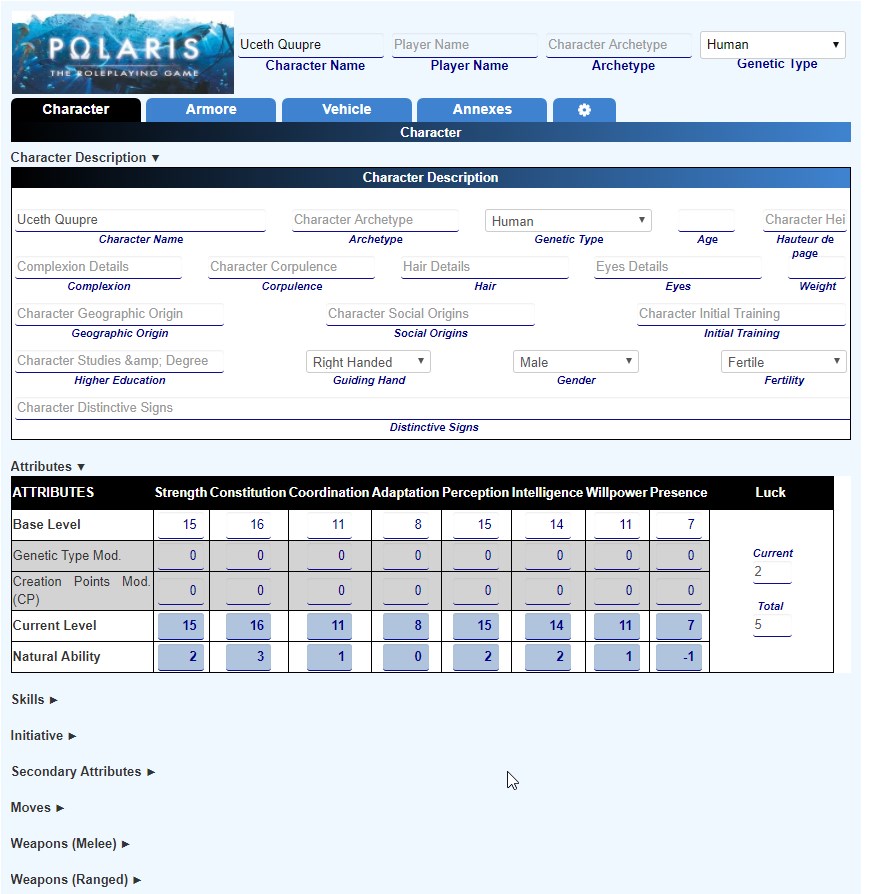 POLARIS
THE ROLEPLAYING GAME
Uceth Quupre Player Name Character Archetype Human
Character Name Player Name Archetype Genetic Type
Character Armore Vehicle Annexes
Character
Character Description ▼
Character Description
Uceth Quupre Character Archetype Human Character Hei
Character Name Archetype Genetic Type Age Hauteur de page
Complexion Details Character Corpulence Hair Details Eyes Details
Complexion Corpulence Hair Eyes Weight
Character Geographic Origin Character Social Origins Character Initial Training
Geographic Origin Social Origins Initial Training
Character Studies &amp; Degree Right Handed Male Fertile
Higher Education Guiding Hand Gender Fertility
Character Distinctive Signs
Distinctive Signs
Attributes ▼
ATTRIBUTES Strength Constitution Coordination Adaptation Perception Intelligence Willpower Presence Luck
Base Level 15 16 11 8 15 14 11 7
Genetic Type Mod. 0 0 0 0 0 0 0 0
Current
2
Creation Points Mod. (CP) 0 0 0 0 0 0 0 0
Total
5
Current Level 15 16 11 8 15 14 11 7
Natural Ability 2 3 1 0 2 2 1 -1
Skills ►
Initiative ►
Secondary Attributes ►
Moves ►
Weapons (Melee) ►
Weapons (Ranged) ►